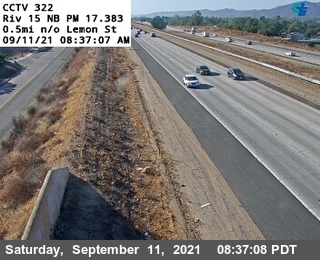 CCTV 322
Riv 15 NB PM 17.383
0.5mi n/o Lemon St
09/11/21 08:37:07 AM
Saturday, September 11, 2021 08:37:08 PDT